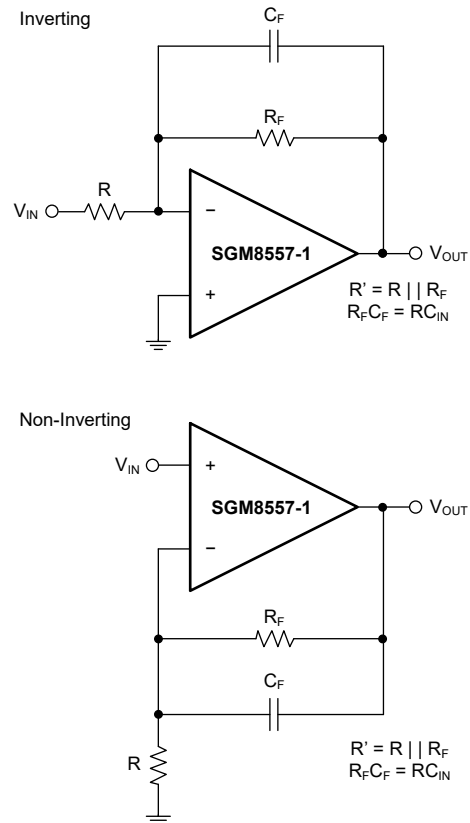 Inverting
C_F
R_F
R
V_IN
−
SGM8557-1
V_OUT
+
R' = R || R_F
R_FC_F = RC_IN
Non-Inverting
V_IN
+
SGM8557-1
V_OUT
−
R_F
C_F
R
R' = R || R_F
R_FC_F = RC_IN